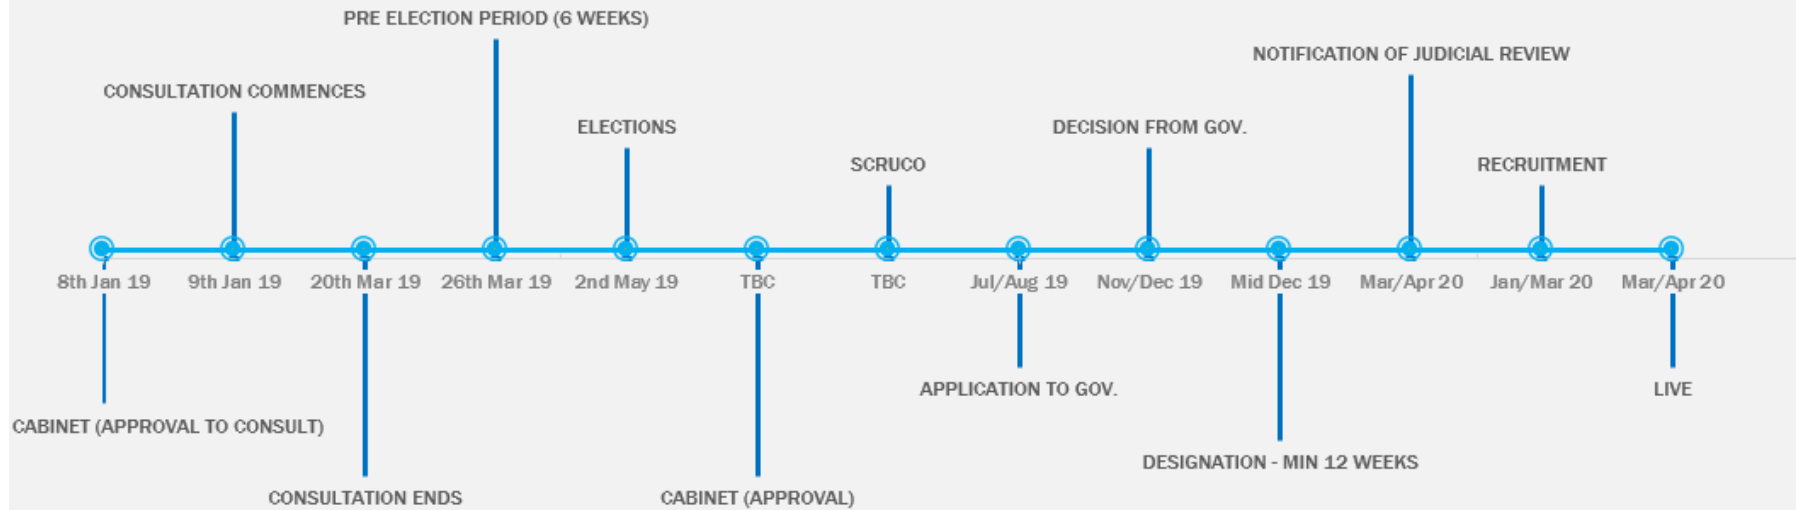 PRE ELECTION PERIOD (6 WEEKS)
NOTIFICATION OF JUDICIAL REVIEW
CONSULTATION COMMENCES
ELECTIONS
DECISION FROM GOV.
SCRUCO
RECRUITMENT
8th Jan 19
9th Jan 19
20th Mar 19
26th Mar 19
2nd May 19
TBC
TBC
Jul/Aug 19
Nov/Dec 19
Mid Dec 19
Mar/Apr 20
Jan/Mar 20
Mar/Apr 20
APPLICATION TO GOV.
LIVE
CABINET (APPROVAL TO CONSULT)
DESIGNATION - MIN 12 WEEKS
CONSULTATION ENDS
CABINET (APPROVAL)